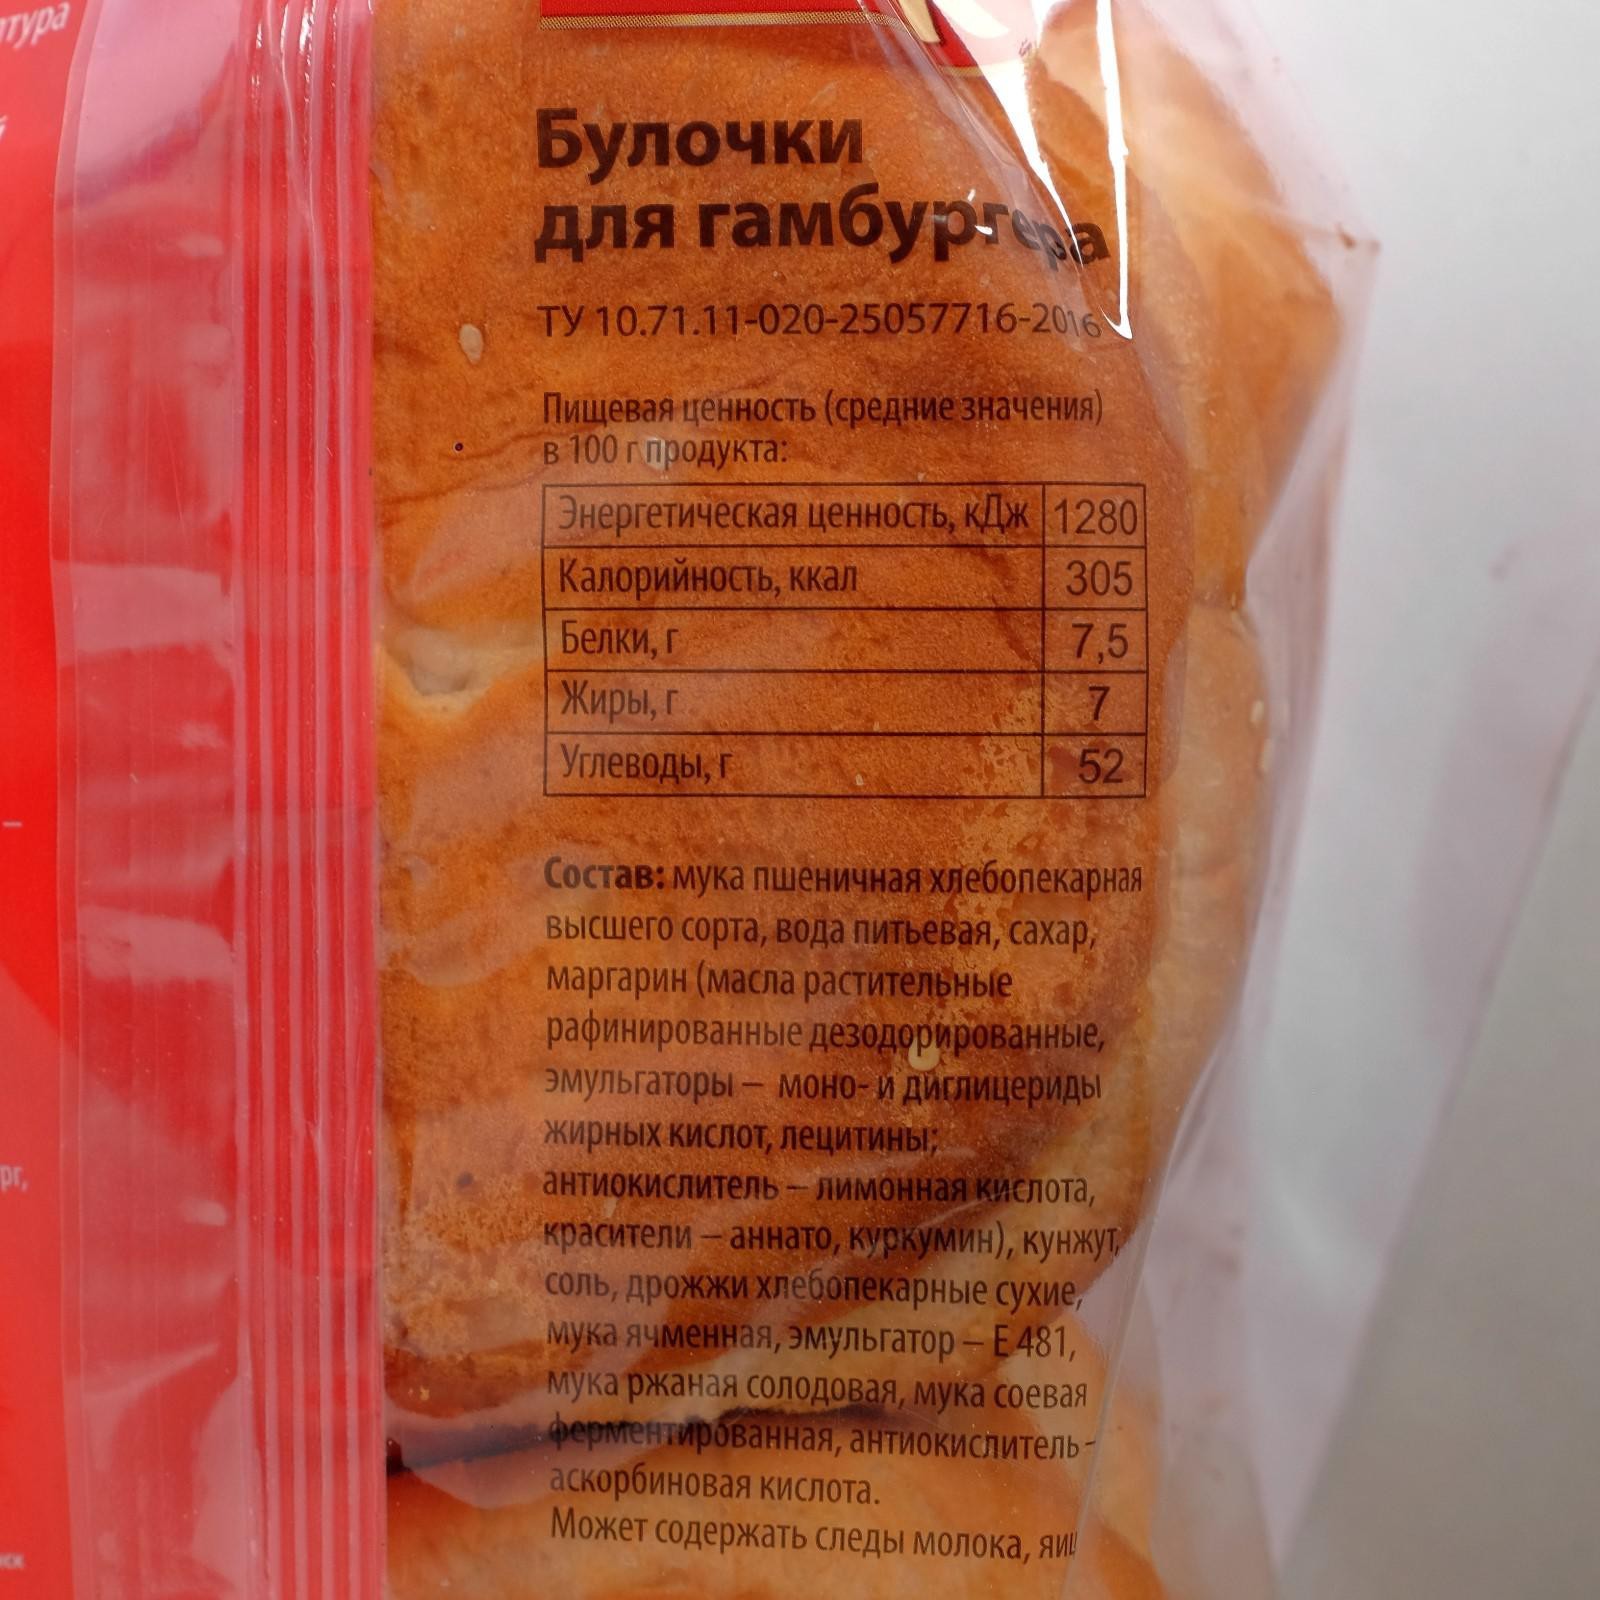 тура
й
–
рг,
нск
Булочки
для гамбургера
ТУ 10.71.11-020-25057716-2016
Пищевая ценность (средние значения)
в 100 г продукта:
Энергетическая ценность, кДж 1280
Калорийность, ккал 305
Белки, г 7,5
Жиры, г 7
Углеводы, г 52
Состав: мука пшеничная хлебопекарная
высшего сорта, вода питьевая, сахар,
маргарин (масла растительные
рафинированные дезодорированные,
эмульгаторы – моно- и диглицериды
жирных кислот, лецитины;
антиокислитель – лимонная кислота,
красители – аннато, куркумин), кунжут,
соль, дрожжи хлебопекарные сухие,
мука ячменная, эмульгатор – Е 481,
мука ржаная солодовая, мука соевая
ферментированная, антиокислитель -
аскорбиновая кислота.
Может содержать следы молока, яиц